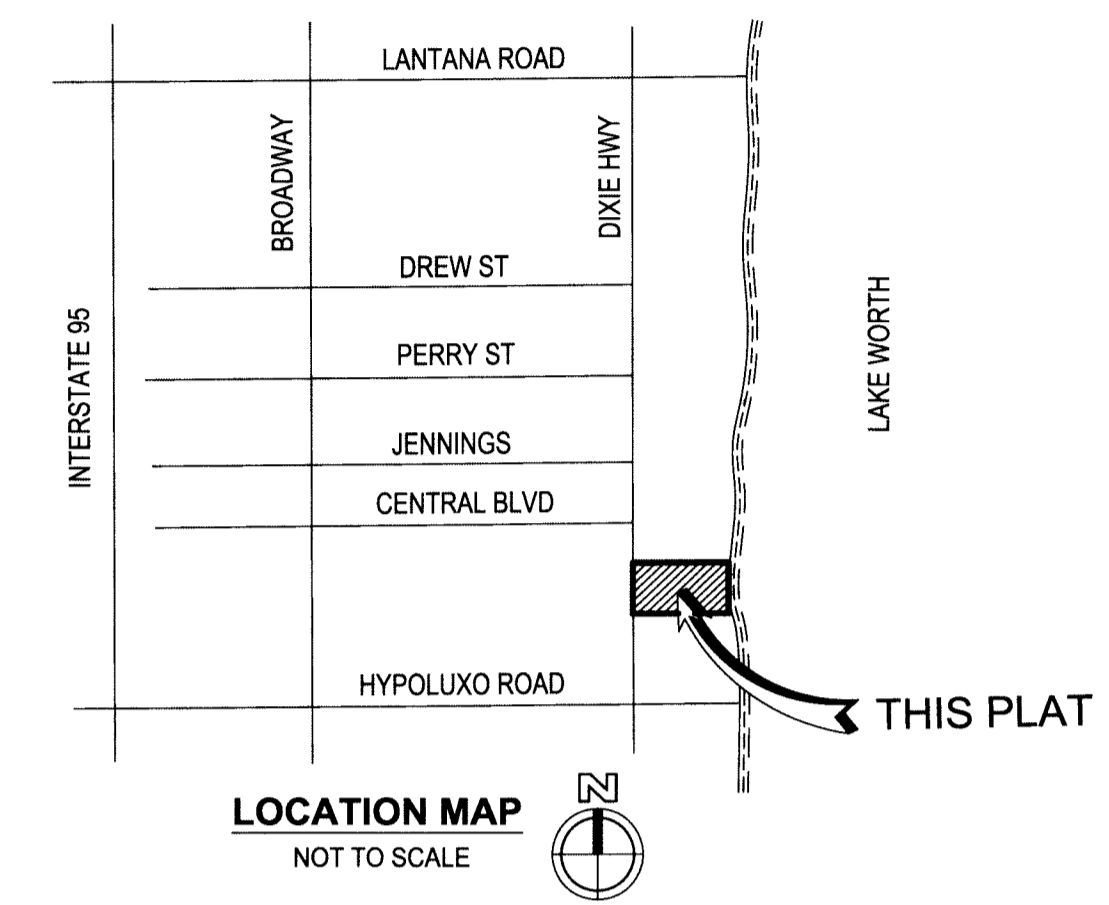 LANTANA ROAD
BROADWAY
DIXIE HWY
DREW ST
INTERSTATE 95
PERRY ST
LAKE WORTH
JENNINGS
CENTRAL BLVD
HYPOLUXO ROAD
THIS PLAT
N
LOCATION MAP
NOT TO SCALE